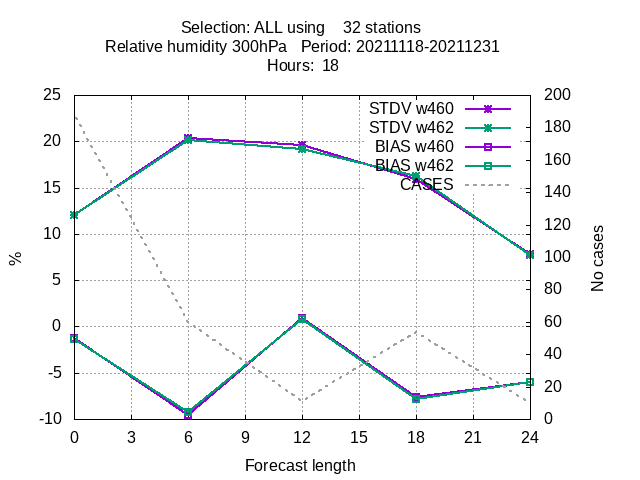 Selection: ALL using    32 stations
Relative humidity 300hPa   Period: 20211118-20211231
Hours: 18
25
20
15
10
5
0
-5
-10
%
STDV w460
STDV w462
BIAS w460
BIAS w462
CASES
200
180
160
140
120
100
80
60
40
20
0
No cases
0 3 6 9 12 15 18 21 24
Forecast length